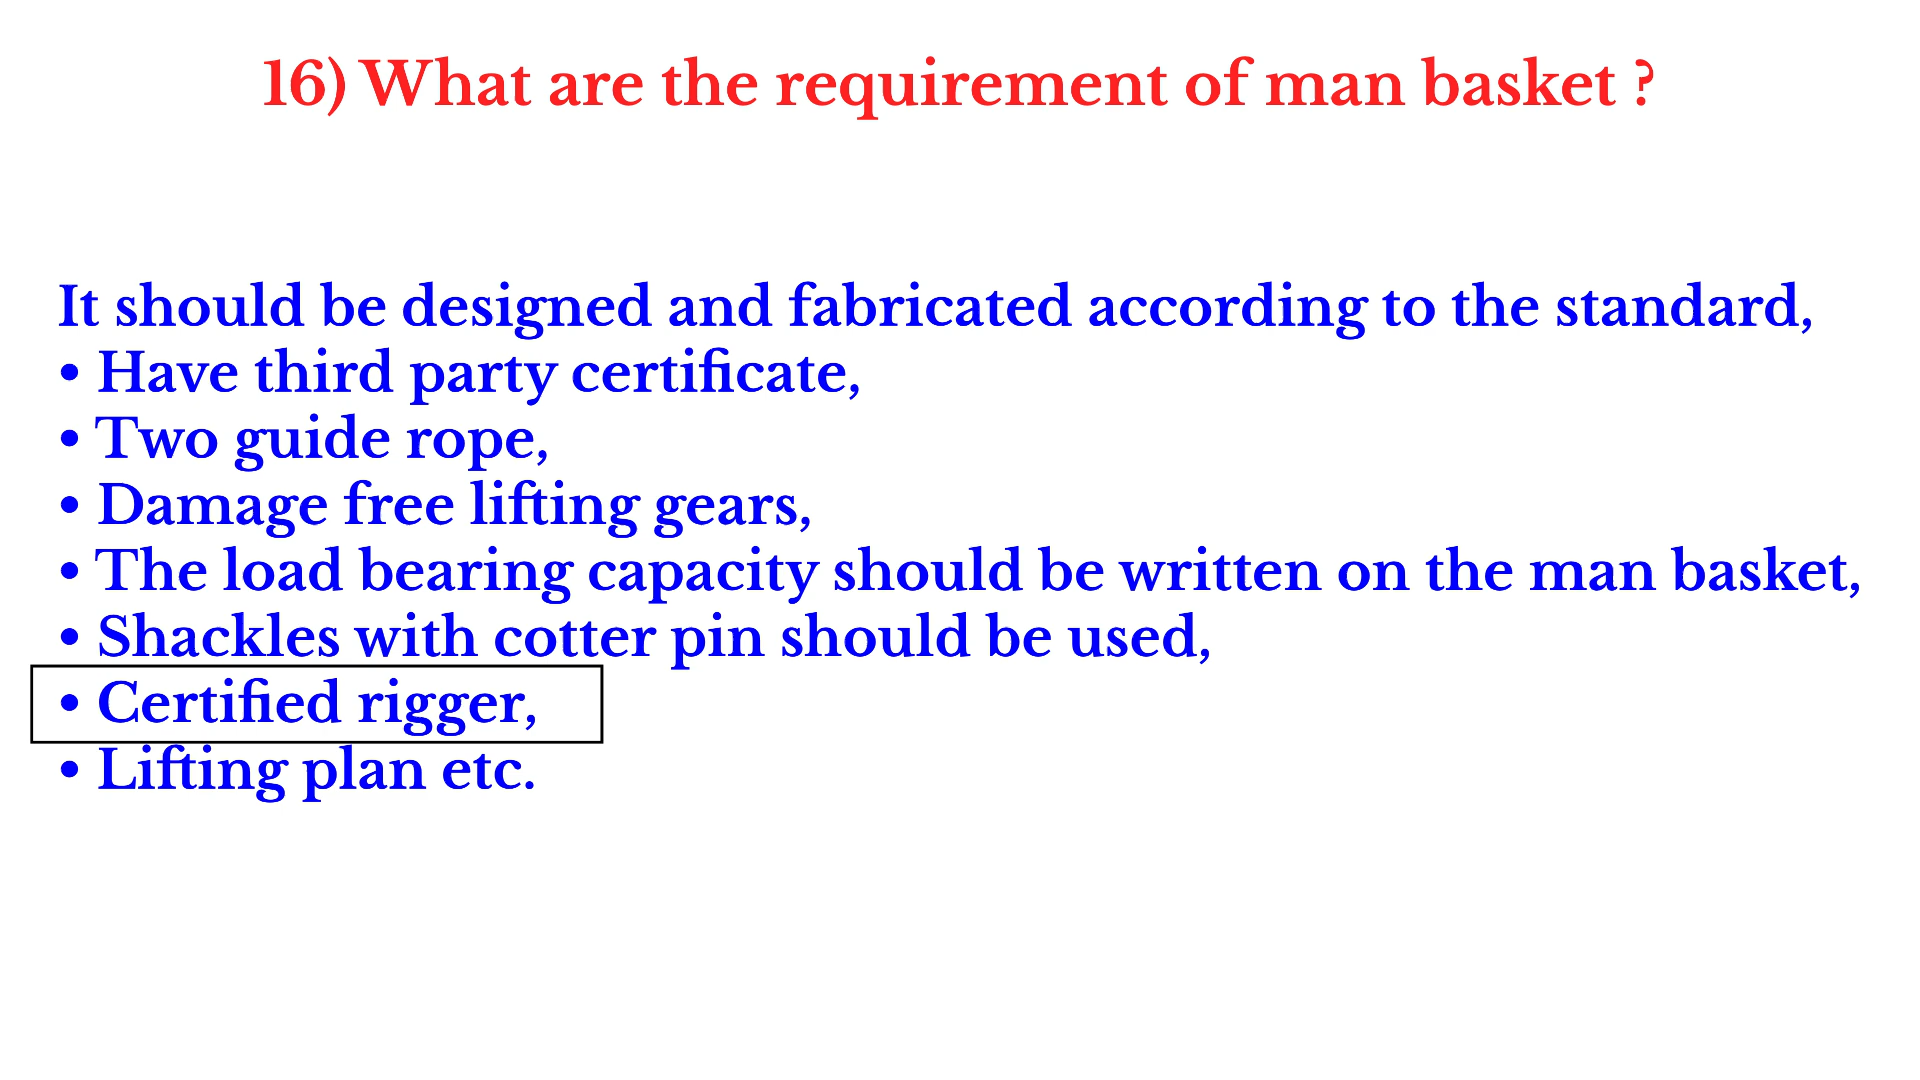 16) What are the requirement of man basket ?
It should be designed and fabricated according to the standard,
• Have third party certificate,
• Two guide rope,
• Damage free lifting gears,
• The load bearing capacity should be written on the man basket,
• Shackles with cotter pin should be used,
• Certified rigger,
• Lifting plan etc.